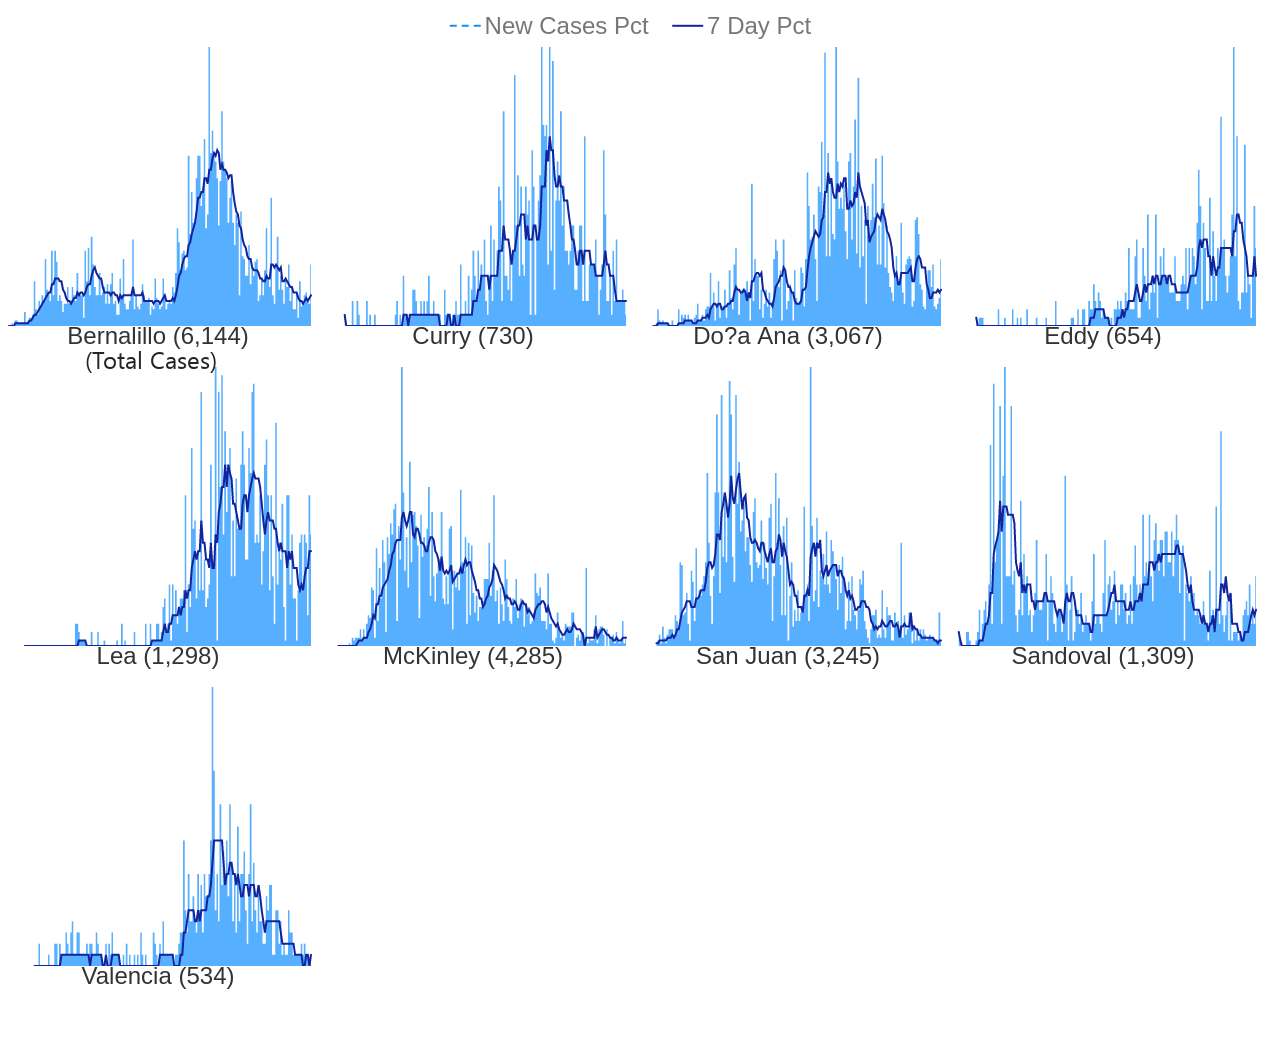 New Cases Pct 7 Day Pct
Bernalillo (6,144) Curry (730) Do?a Ana (3,067) Eddy (654)
(Total Cases)
Lea (1,298) McKinley (4,285) San Juan (3,245) Sandoval (1,309)
Valencia (534)